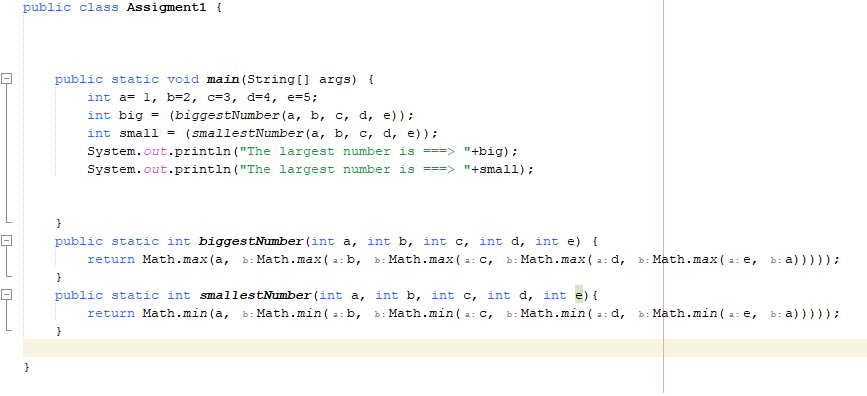 public class Assigment1 {
public static void main(String[] args) {
int a= 1, b=2, c=3, d=4, e=5;
int big = (biggestNumber(a, b, c, d, e));
int small = (smallestNumber(a, b, c, d, e));
System.out.println("The largest number is ===> "+big);
System.out.println("The largest number is ===> "+small);
}
public static int biggestNumber(int a, int b, int c, int d, int e) {
return Math.max(a, b: Math.max( a: b, b: Math.max( a: c, b: Math.max( a: d, b: Math.max( a: e, b: a)))));
}
public static int smallestNumber(int a, int b, int c, int d, int e){
return Math.min(a, b: Math.min( a: b, b: Math.min( a: c, b: Math.min( a: d, b: Math.min( a: e, b: a)))));
}
}